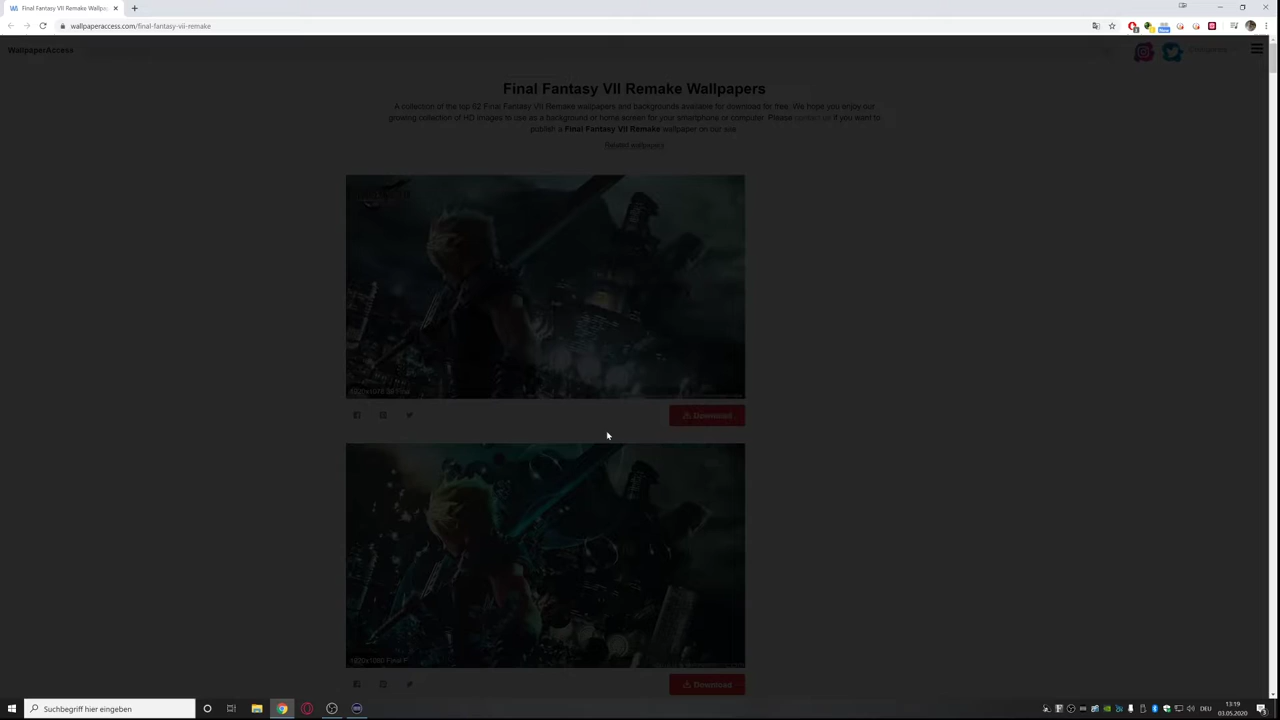 Final Fantasy VII Remake Wallpap
wallpaperaccess.com/final-fantasy-vii-remake
WallpaperAccess
Categories
Final Fantasy VII Remake Wallpapers
A collection of the top 62 Final Fantasy VII Remake wallpapers and backgrounds available for download for free. We hope you enjoy our
growing collection of HD images to use as a background or home screen for your smartphone or computer. Please contact us if you want to
publish a Final Fantasy VII Remake wallpaper on our site.
Related wallpapers
Download
Download
Suchbegriff hier eingeben
DEU
13:19
03.05.2020